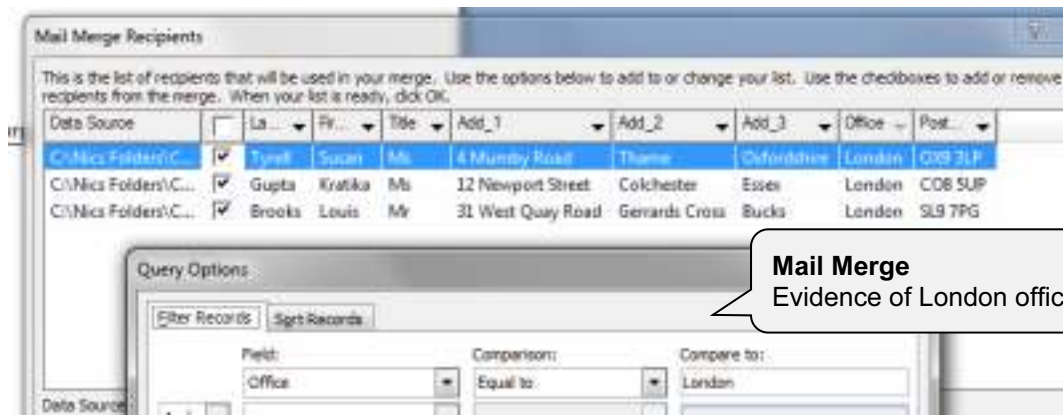 Mail Merge Recipients
This is the list of recipients that will be used in your merge. Use the options below to add to or change your list. Use the checkboxes to add or remove
recipients from the merge. When your list is ready, click OK.
Data Source La... Fir... Title Add_1 Add_2 Add_3 Office Post...
C:\Nics Folders\C... Tyrell Susan Ms 4 Mumby Road Thame Oxfordshire London OX9 3LP
C:\Nics Folders\C... Gupta Kratika Ms 12 Newport Street Colchester Essex London CO8 5UP
C:\Nics Folders\C... Brooks Louis Mr 31 West Quay Road Gerrards Cross Bucks London SL9 7PG
Query Options
Mail Merge
Evidence of London offic
Filter Records Sort Records
Field: Comparison: Compare to:
Office Equal to London
Data Source